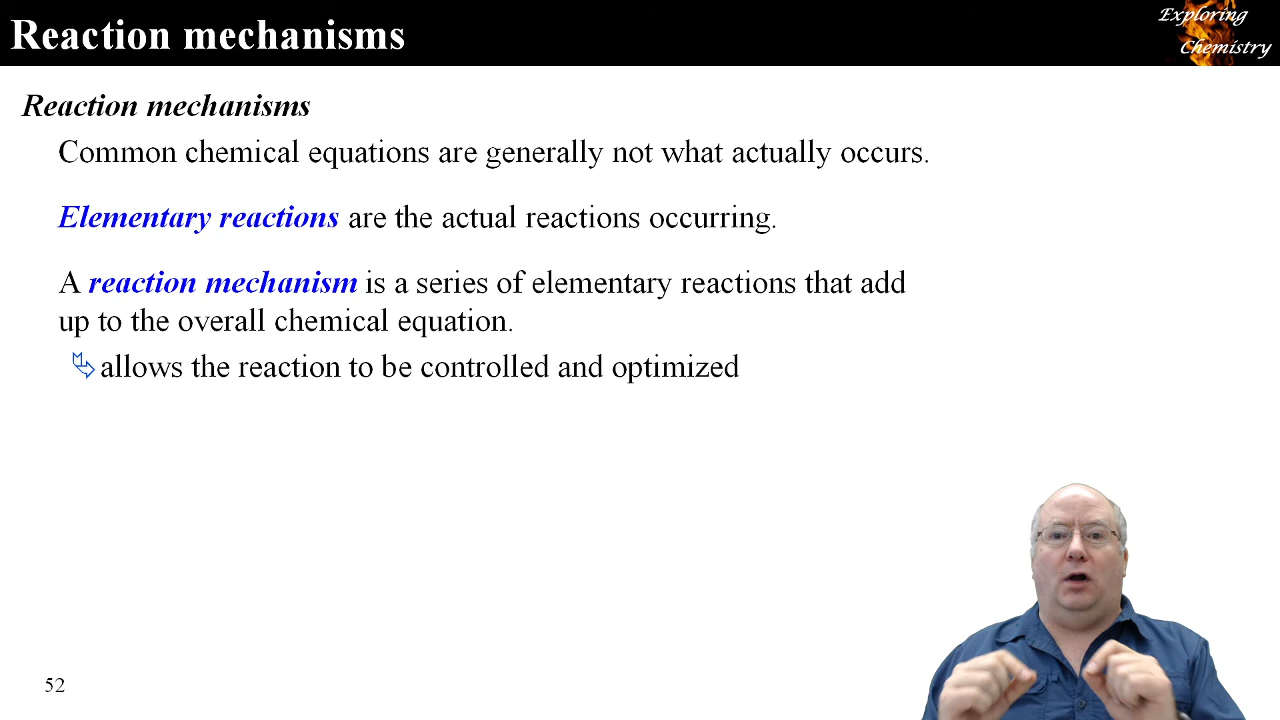 Reaction mechanisms
Exploring
Chemistry
Reaction mechanisms
Common chemical equations are generally not what actually occurs.
Elementary reactions are the actual reactions occurring.
A reaction mechanism is a series of elementary reactions that add
up to the overall chemical equation.
allows the reaction to be controlled and optimized
52